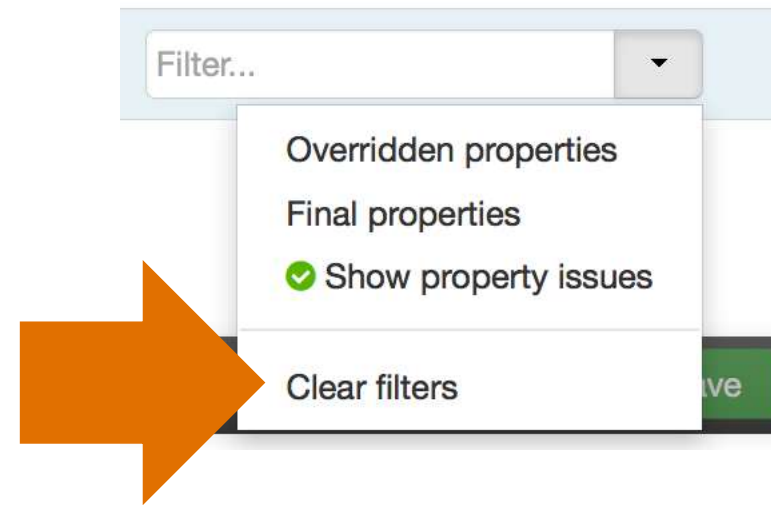 Filter...
Overridden properties
Final properties
Show property issues
Clear filters